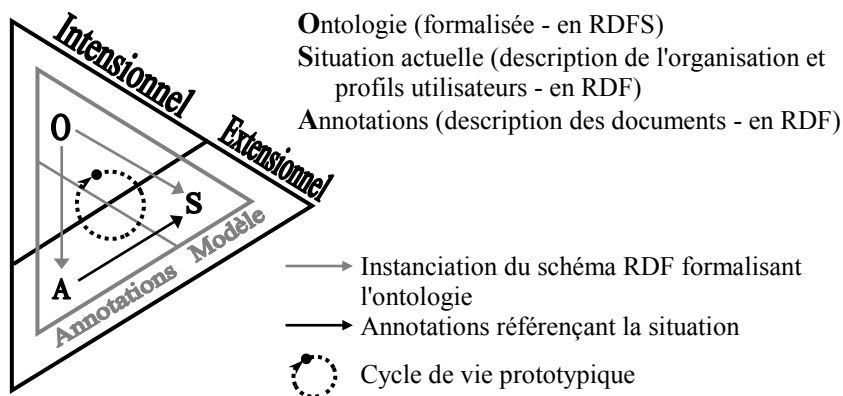 Ontologie (formalisée - en RDFS)
Situation actuelle (description de l'organisation et
profils utilisateurs - en RDF)
Annotations (description des documents - en RDF)
Intensionnel
Extensionnel
O
S
A
Annotations Modèle
Instanciation du schéma RDF formalisant
l'ontologie
Annotations référençant la situation
Cycle de vie prototypique